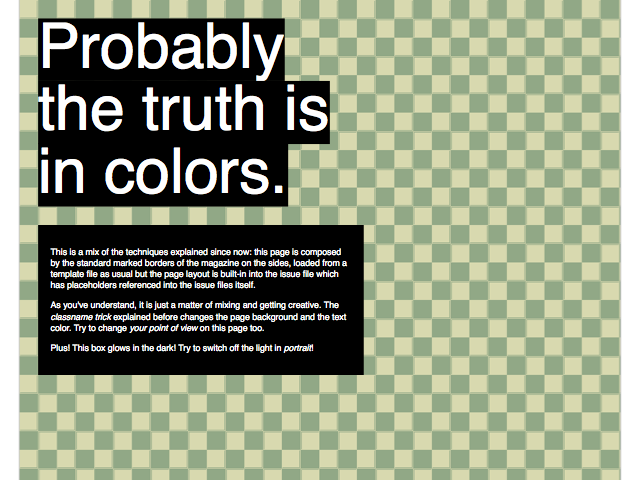 Probably
the truth is
in colors.
This is a mix of the techniques explained since now: this page is composed
by the standard marked borders of the magazine on the sides, loaded from a
template file as usual but the page layout is built-in into the issue file which
has placeholders referenced into the issue files itself.
As you've understand, it is just a matter of mixing and getting creative. The
classname trick explained before changes the page background and the text
color. Try to change your point of view on this page too.
Plus! This box glows in the dark! Try to switch off the light in portrait!